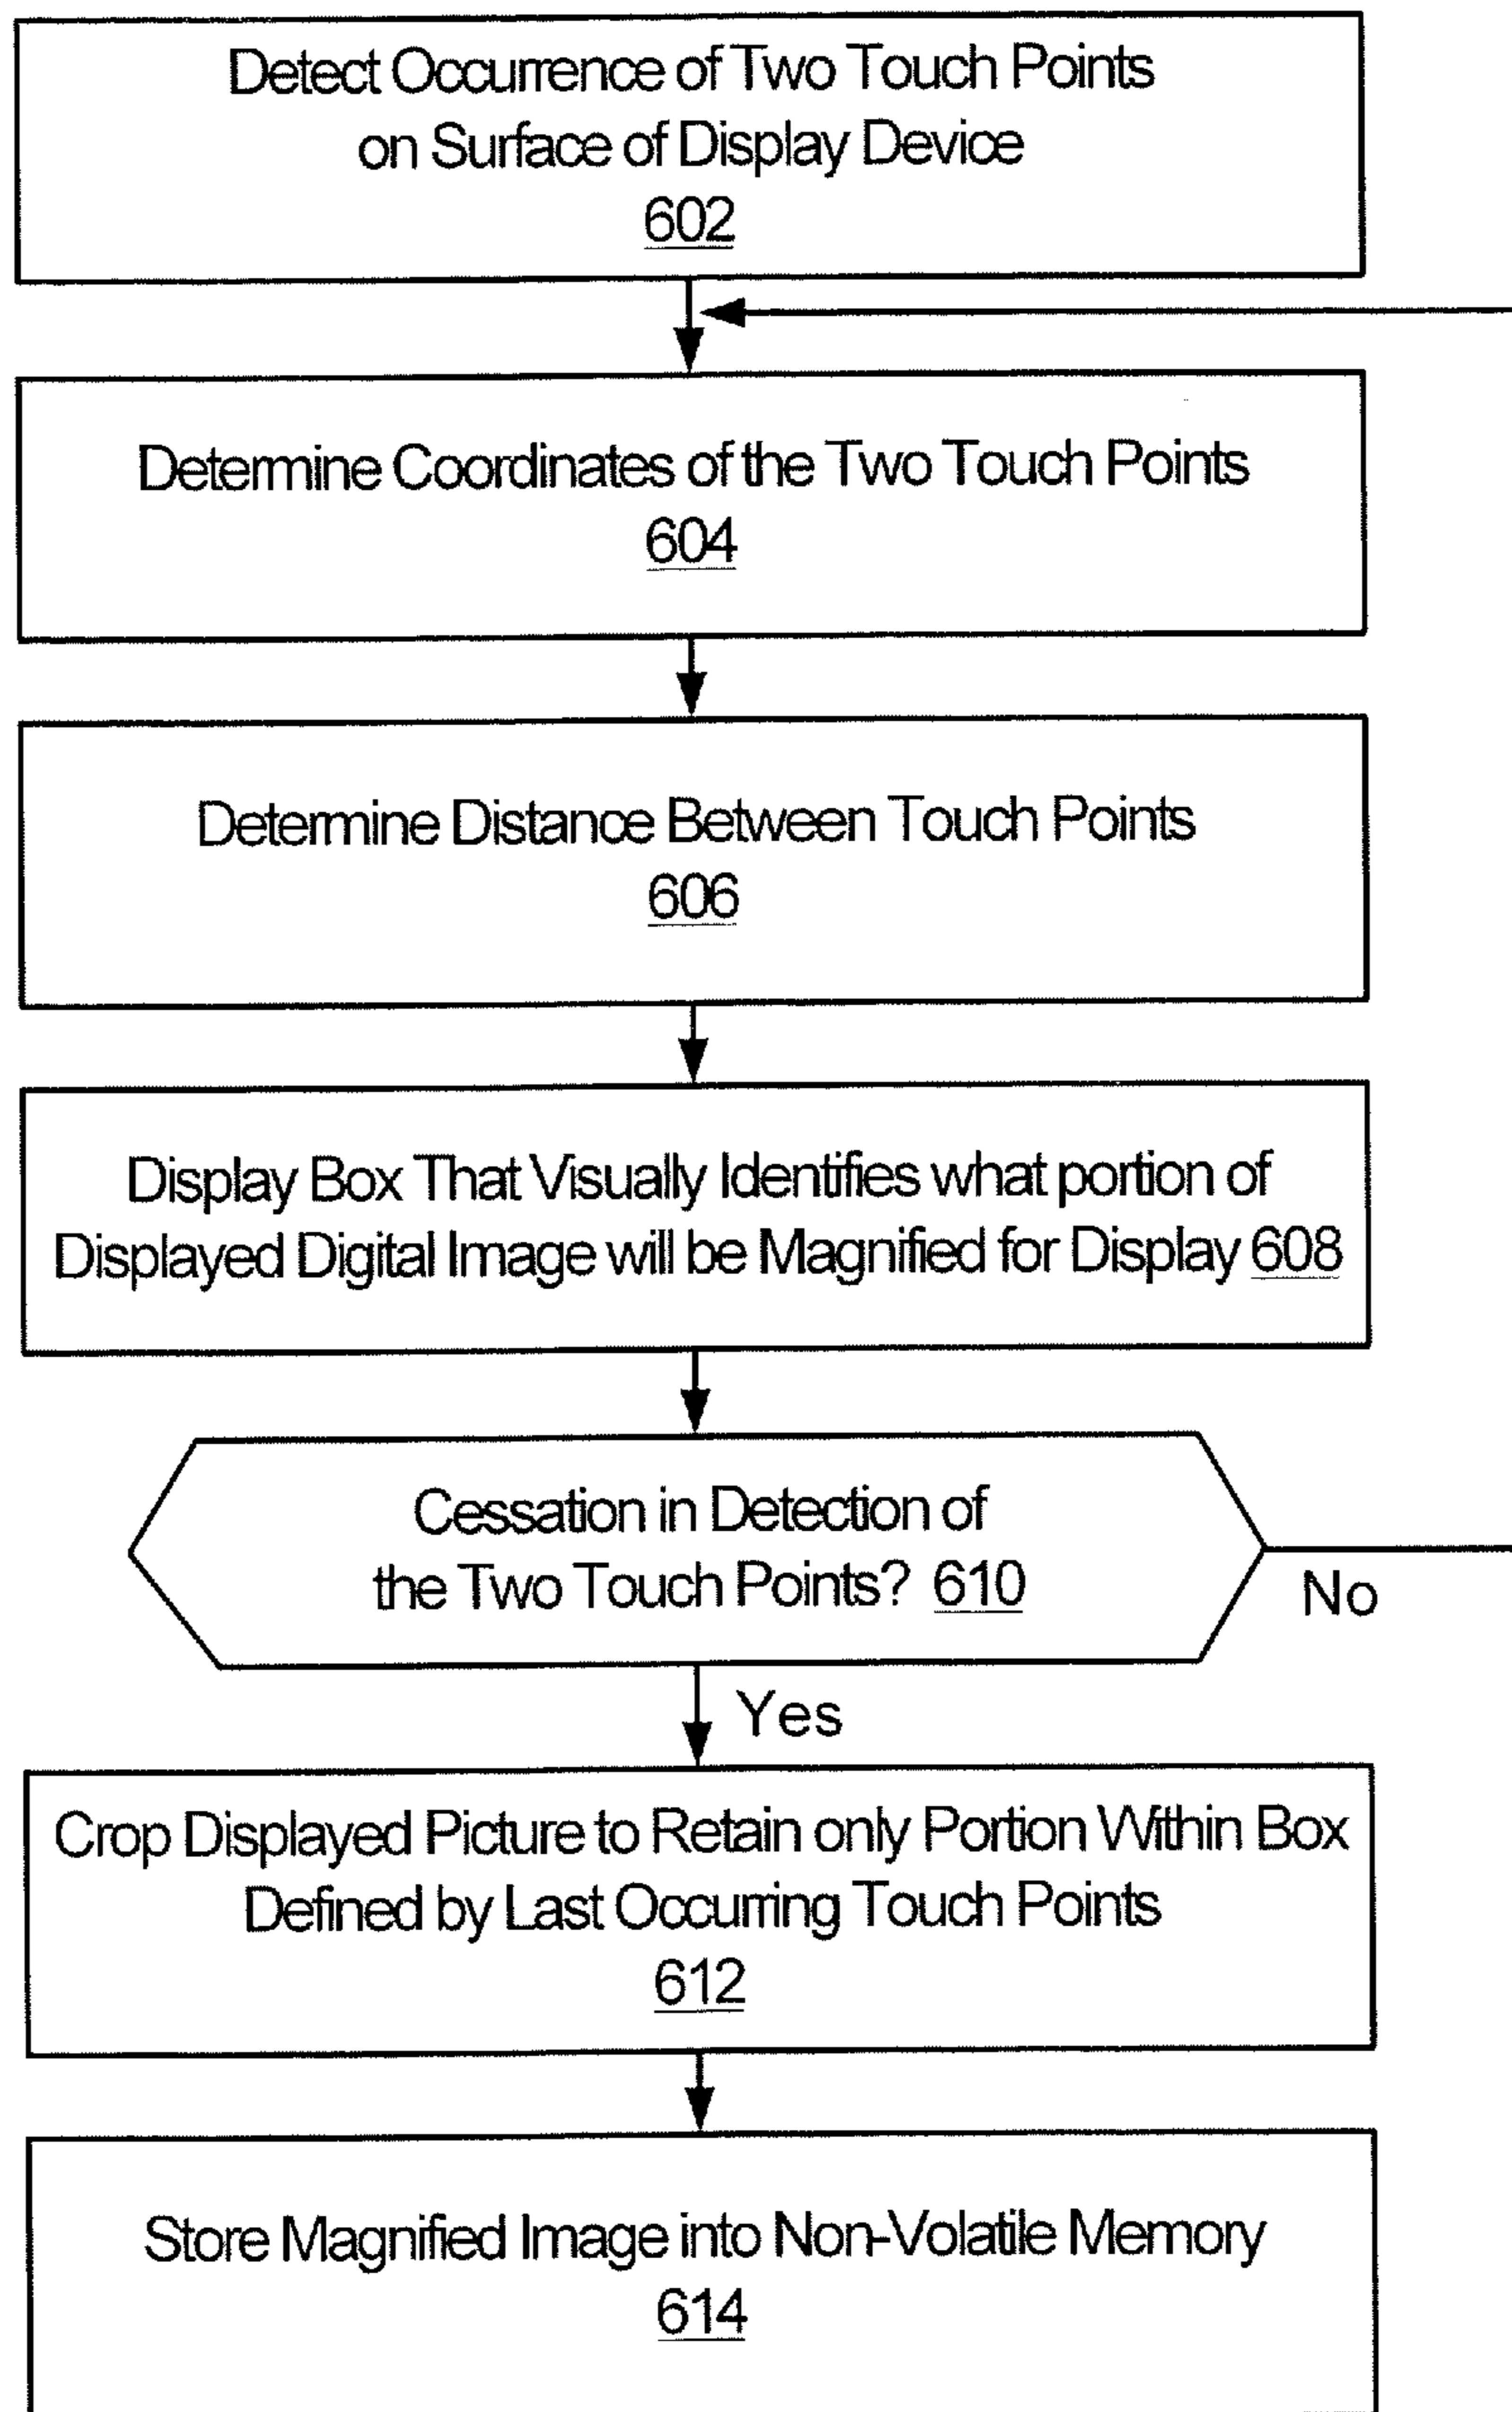 Detect Occurrence of Two Touch Points
on Surface of Display Device
602
Determine Coordinates of the Two Touch Points
604
Determine Distance Between Touch Points
606
Display Box That Visually Identifies what portion of
Displayed Digital Image will be Magnified for Display 608
Cessation in Detection of
the Two Touch Points? 610
No
Yes
Crop Displayed Picture to Retain only Portion Within Box
Defined by Last Occurring Touch Points
612
Store Magnified Image into Non-Volatile Memory
614